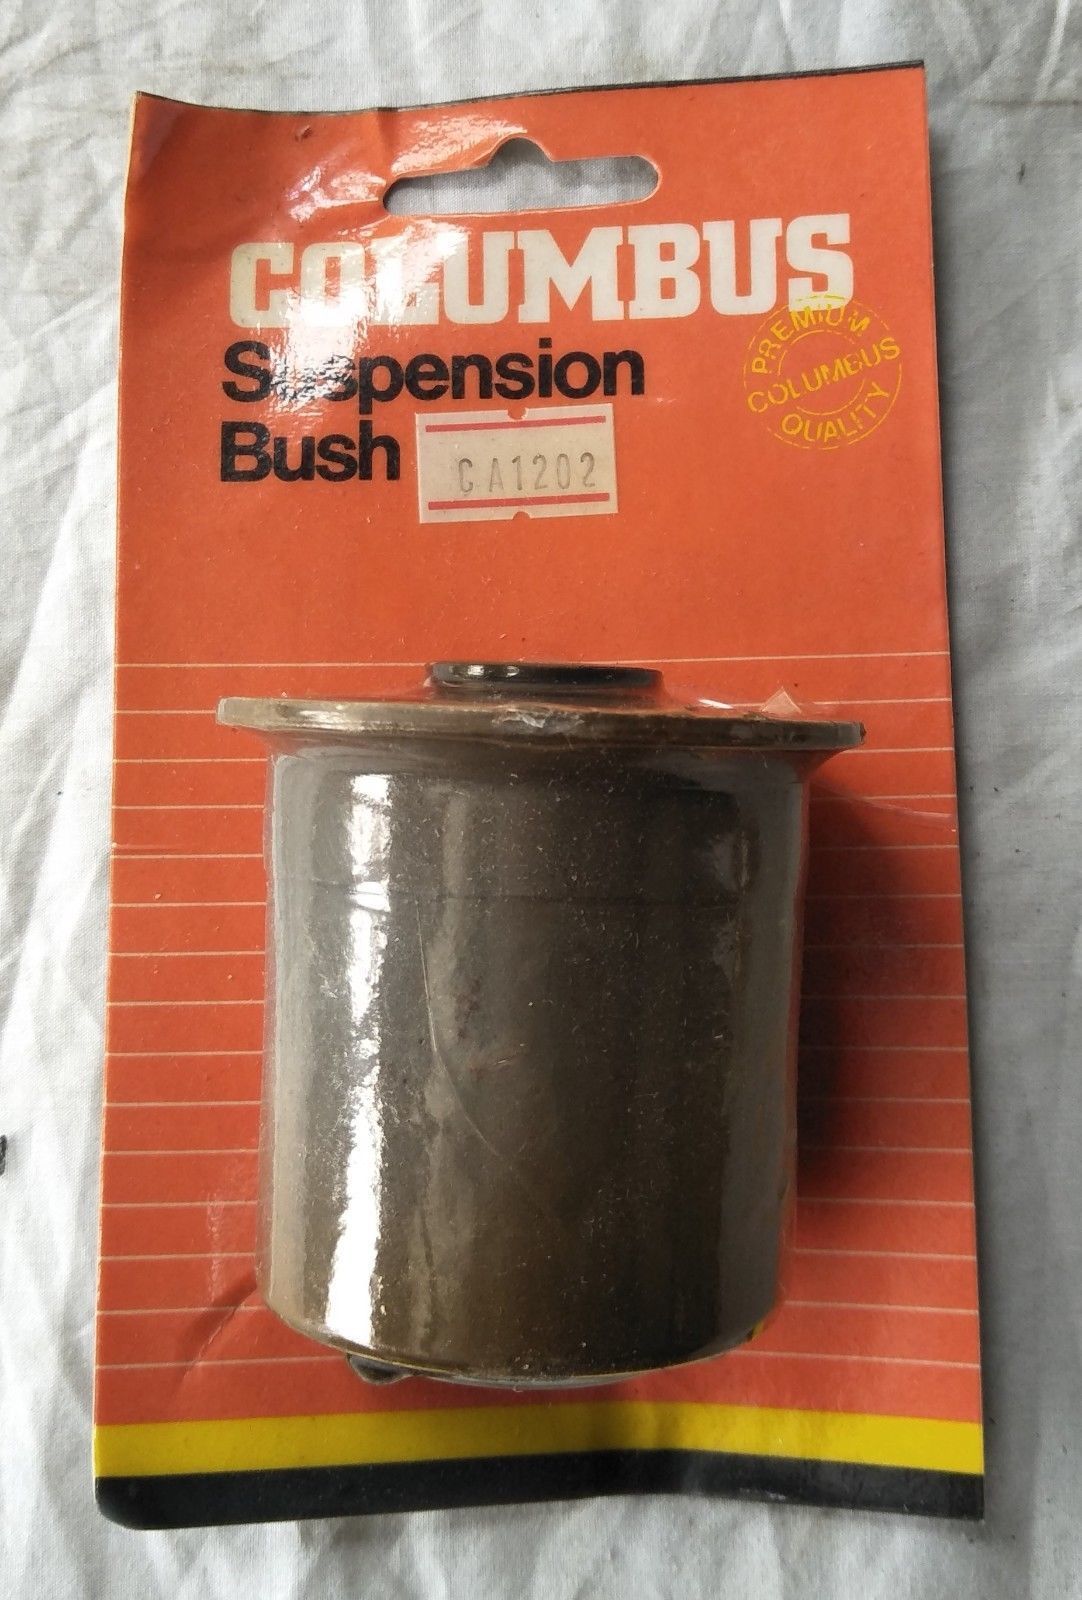 COLUMBUS
Suspension
Bush
CA1202
PREMIUM
COLUMBUS
QUALITY